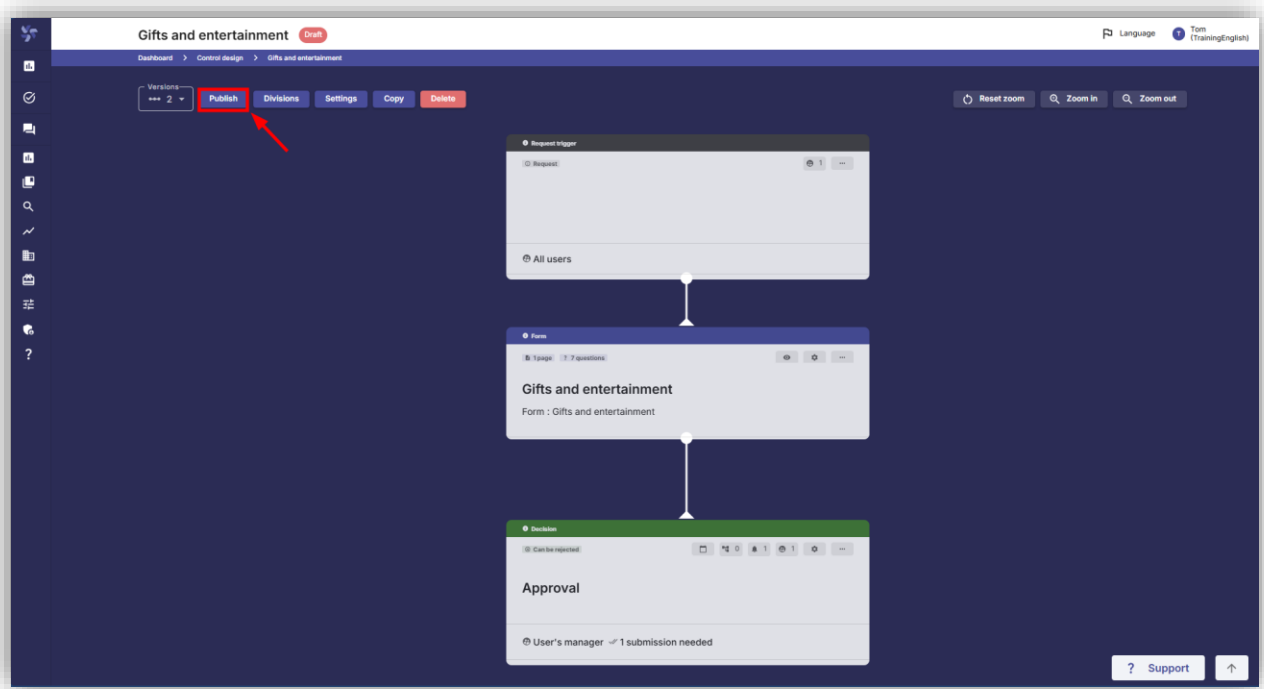 Gifts and entertainment Draft
Language
T
Tom
(TrainingEnglish)
Dashboard > Control design > Gifts and entertainment
Versions
2
Publish Divisions Settings Copy Delete
Reset zoom Zoom in Zoom out
Request trigger
Request 1
All users
Form
1 page ? 7 questions
Gifts and entertainment
Form : Gifts and entertainment
Decision
Can be rejected 0 1 1
Approval
User's manager 1 submission needed
? Support
?